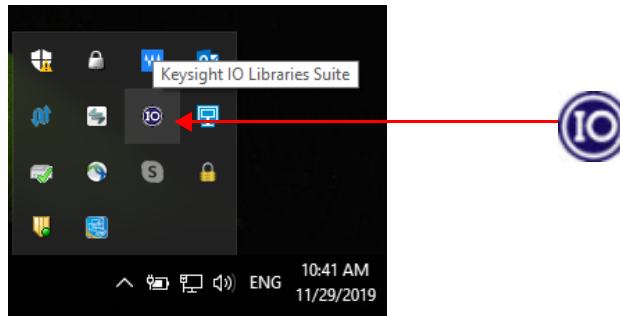 Keysight IO Libraries Suite
IO
IO
S
ENG
10:41 AM
11/29/2019